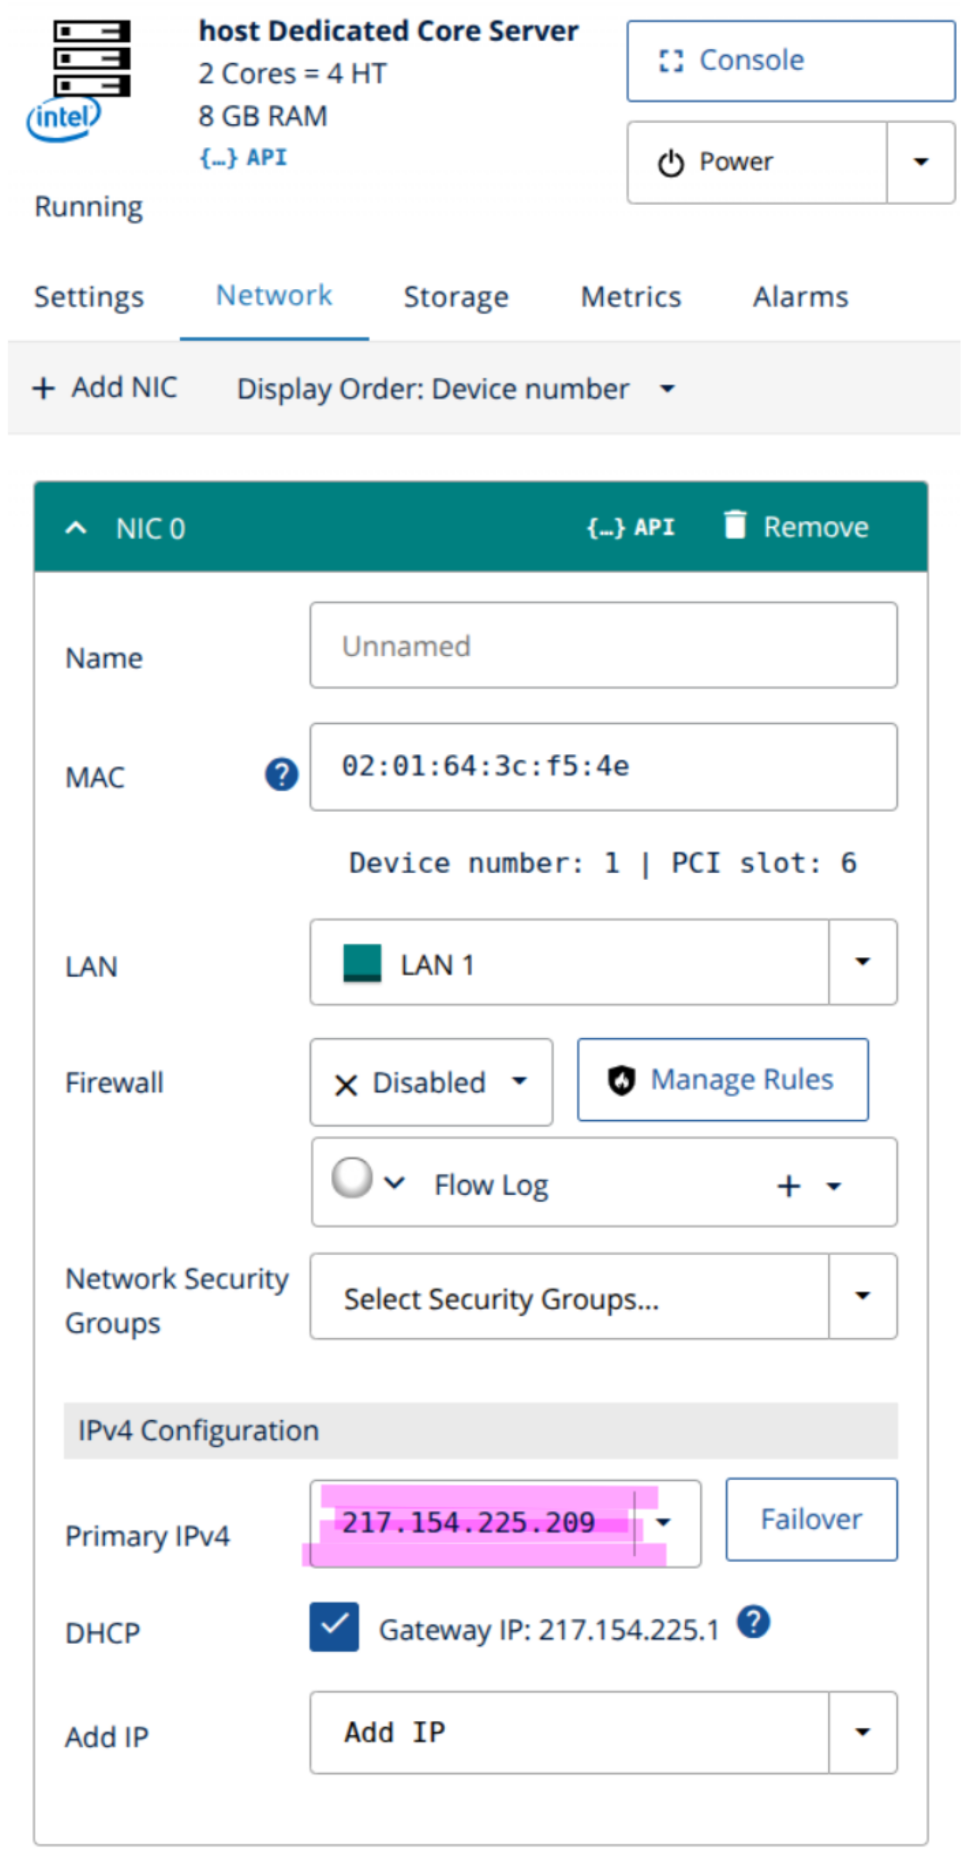 host Dedicated Core Server
2 Cores = 4 HT
8 GB RAM
{…} API
intel
Running
Console
Power
Settings Network Storage Metrics Alarms
+ Add NIC Display Order: Device number
NIC 0 {…} API Remove
Name Unnamed
MAC ? 02:01:64:3c:f5:4e
Device number: 1 | PCI slot: 6
LAN LAN 1
Firewall Disabled Manage Rules
Flow Log +
Network Security
Groups
Select Security Groups...
IPv4 Configuration
Primary IPv4 217.154.225.209 Failover
DHCP Gateway IP: 217.154.225.1 ?
Add IP Add IP